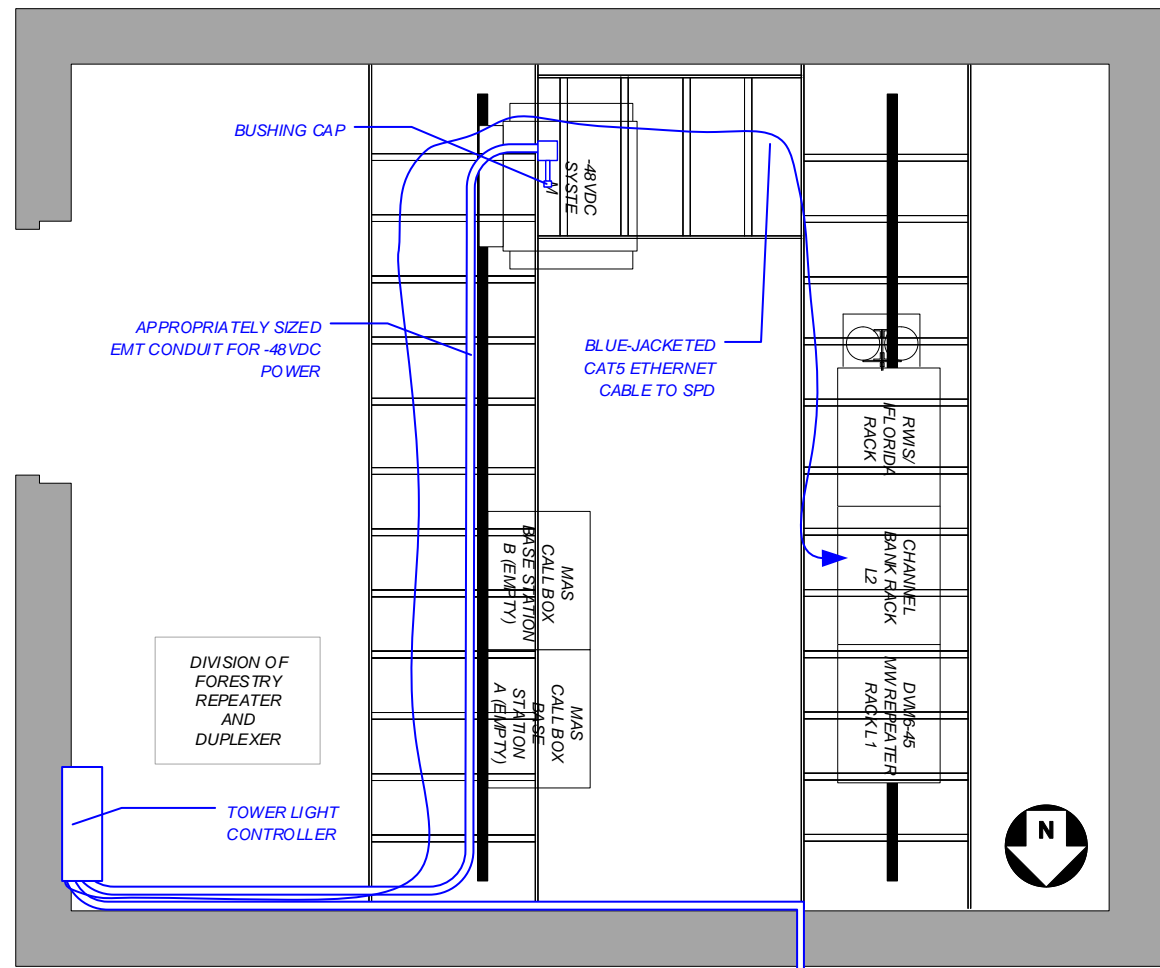 BUSHING CAP
-48VDC
SYSTE
M
APPROPRIATELY SIZED
EMT CONDUIT FOR -48VDC
POWER
BLUE-JACKETED
CAT5 ETHERNET
CABLE TO SPD
RWIS/
IFLORIDA
RACK
MAS
CALL BOX
BASE STATION
B (EMPTY)
CHANNEL
BANK RACK
L2
DIVISION OF
FORESTRY
REPEATER
AND
DUPLEXER
MAS
CALL BOX
BASE
STATION
A (EMPTY)
DVM6-45
MW REPEATER
RACK L1
TOWER LIGHT
CONTROLLER
N